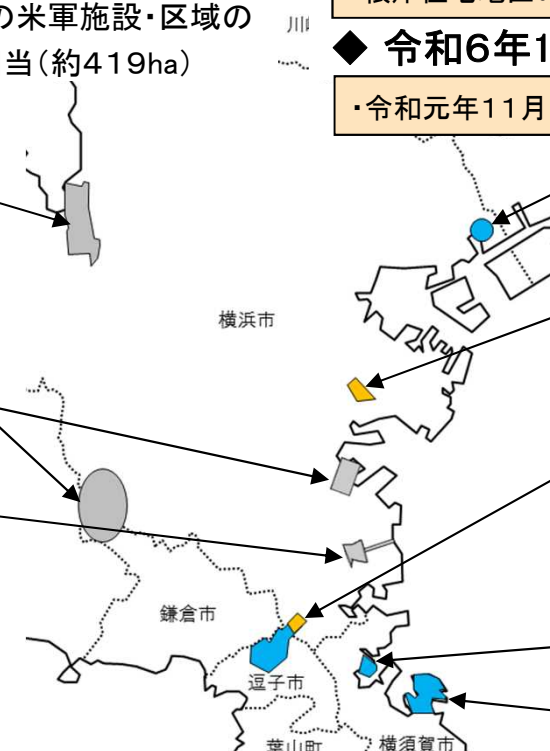 の米軍施設・区域の
当(約419ha)
川
◆ 令和6年1
・令和元年11月
横浜市
鎌倉市
逗子市
葉山町
横須賀市